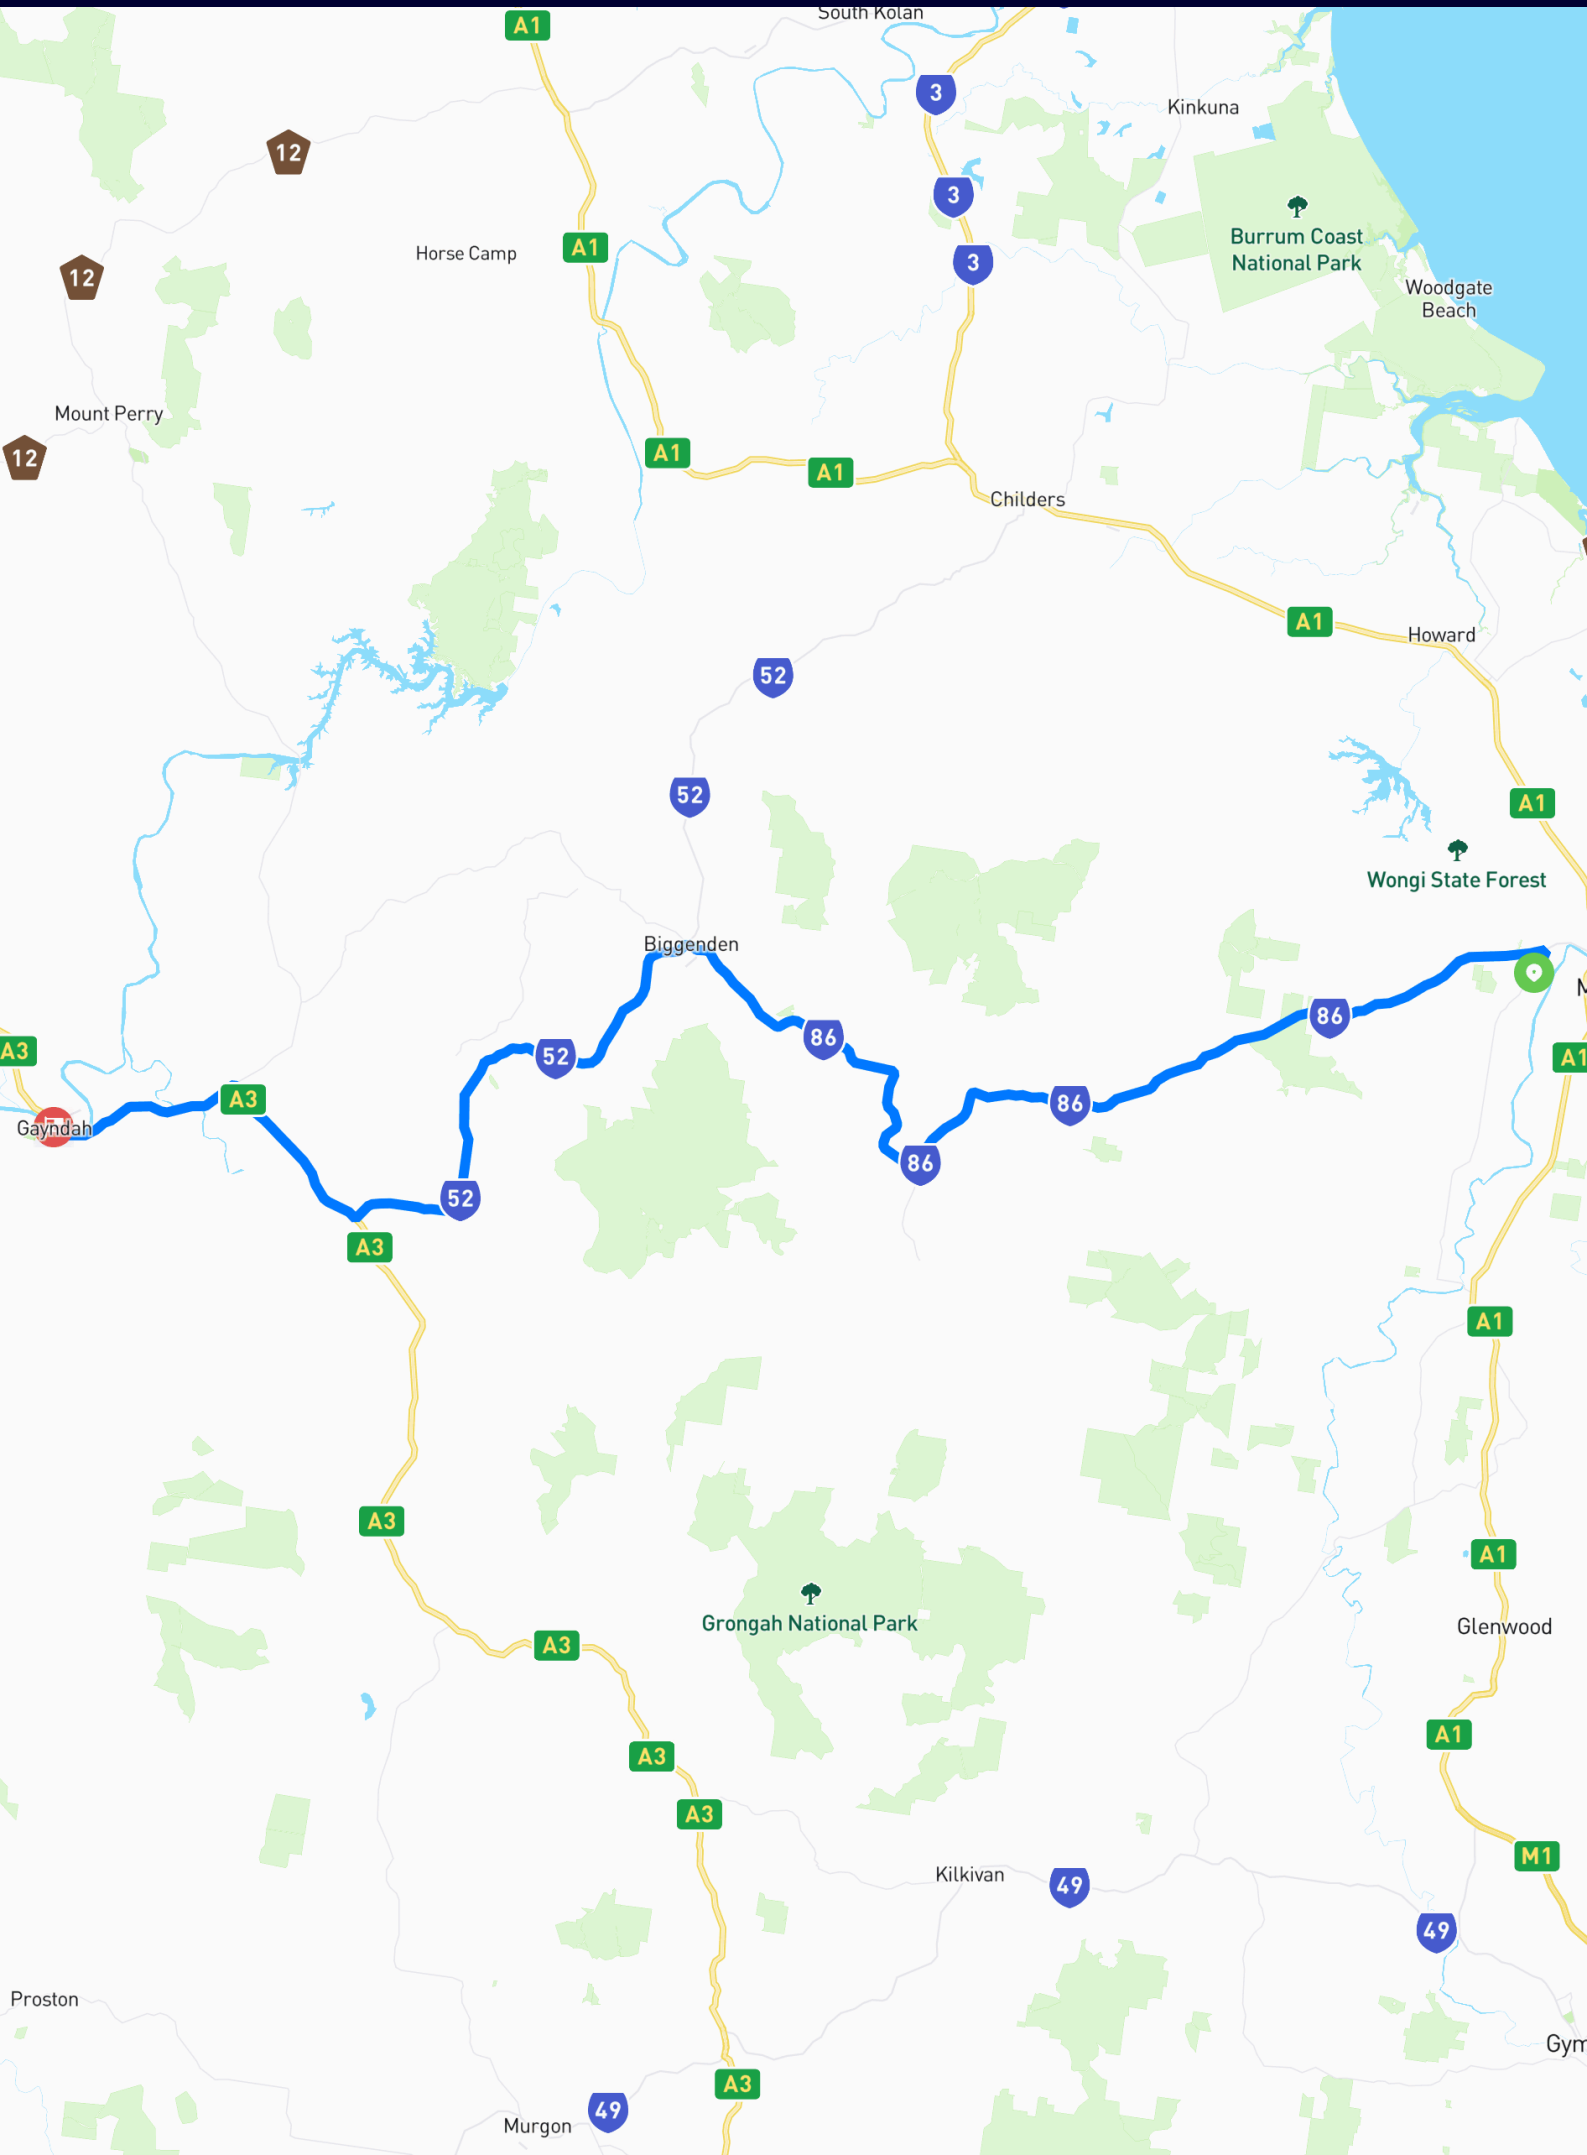 A1
South Kolan
3
Kinkuna
12
3
Burrum Coast
National Park
A1
Horse Camp
3
12
Woodgate
Beach
Mount Perry
A1
12
A1
Childers
A1
Howard
52
52
A1
Wongi State Forest
Biggenden
M
86
86
A3
52
A1
A3
86
Gayndah
86
52
A3
A1
A3
A1
Grongah National Park
Glenwood
A3
A1
A3
A3
M1
Kilkivan
49
49
Proston
Gym
A3
49
Murgon